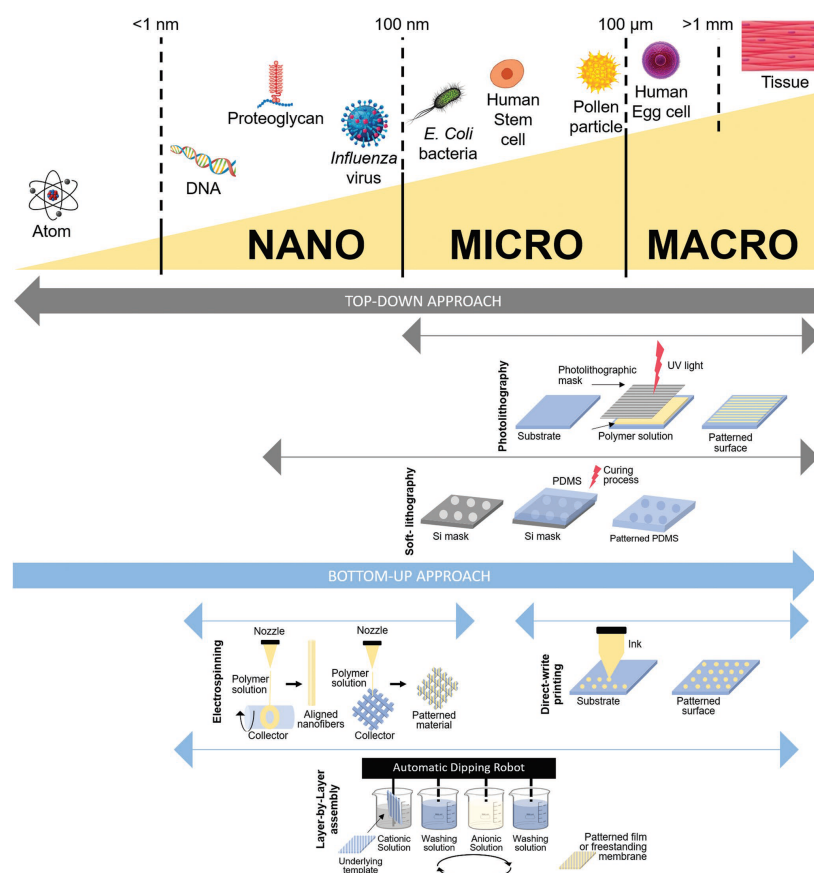 <1 nm
100 nm
100 µm
>1 mm
Proteoglycan
DNA
Influenza
virus
E. Coli
bacteria
Human
Stem
cell
Pollen
particle
Human
Egg cell
Tissue
Atom
NANO
MICRO
MACRO
TOP-DOWN APPROACH
Photolithography
Photolithographic
mask
UV light
Substrate
Polymer solution
Patterned
surface
Soft- lithography
PDMS
Curing
process
Si mask
Si mask
Patterned PDMS
BOTTOM-UP APPROACH
Electrospinning
Nozzle
Polymer
solution
Collector
Aligned
nanofibers
Nozzle
Polymer
solution
Collector
Patterned
material
Direct-write
printing
Ink
Substrate
Patterned
surface
Layer-by-Layer
assembly
Automatic Dipping Robot
Cationic
Solution
Washing
solution
Anionic
Solution
Washing
solution
Underlying
template
Patterned film
or freestanding
membrane